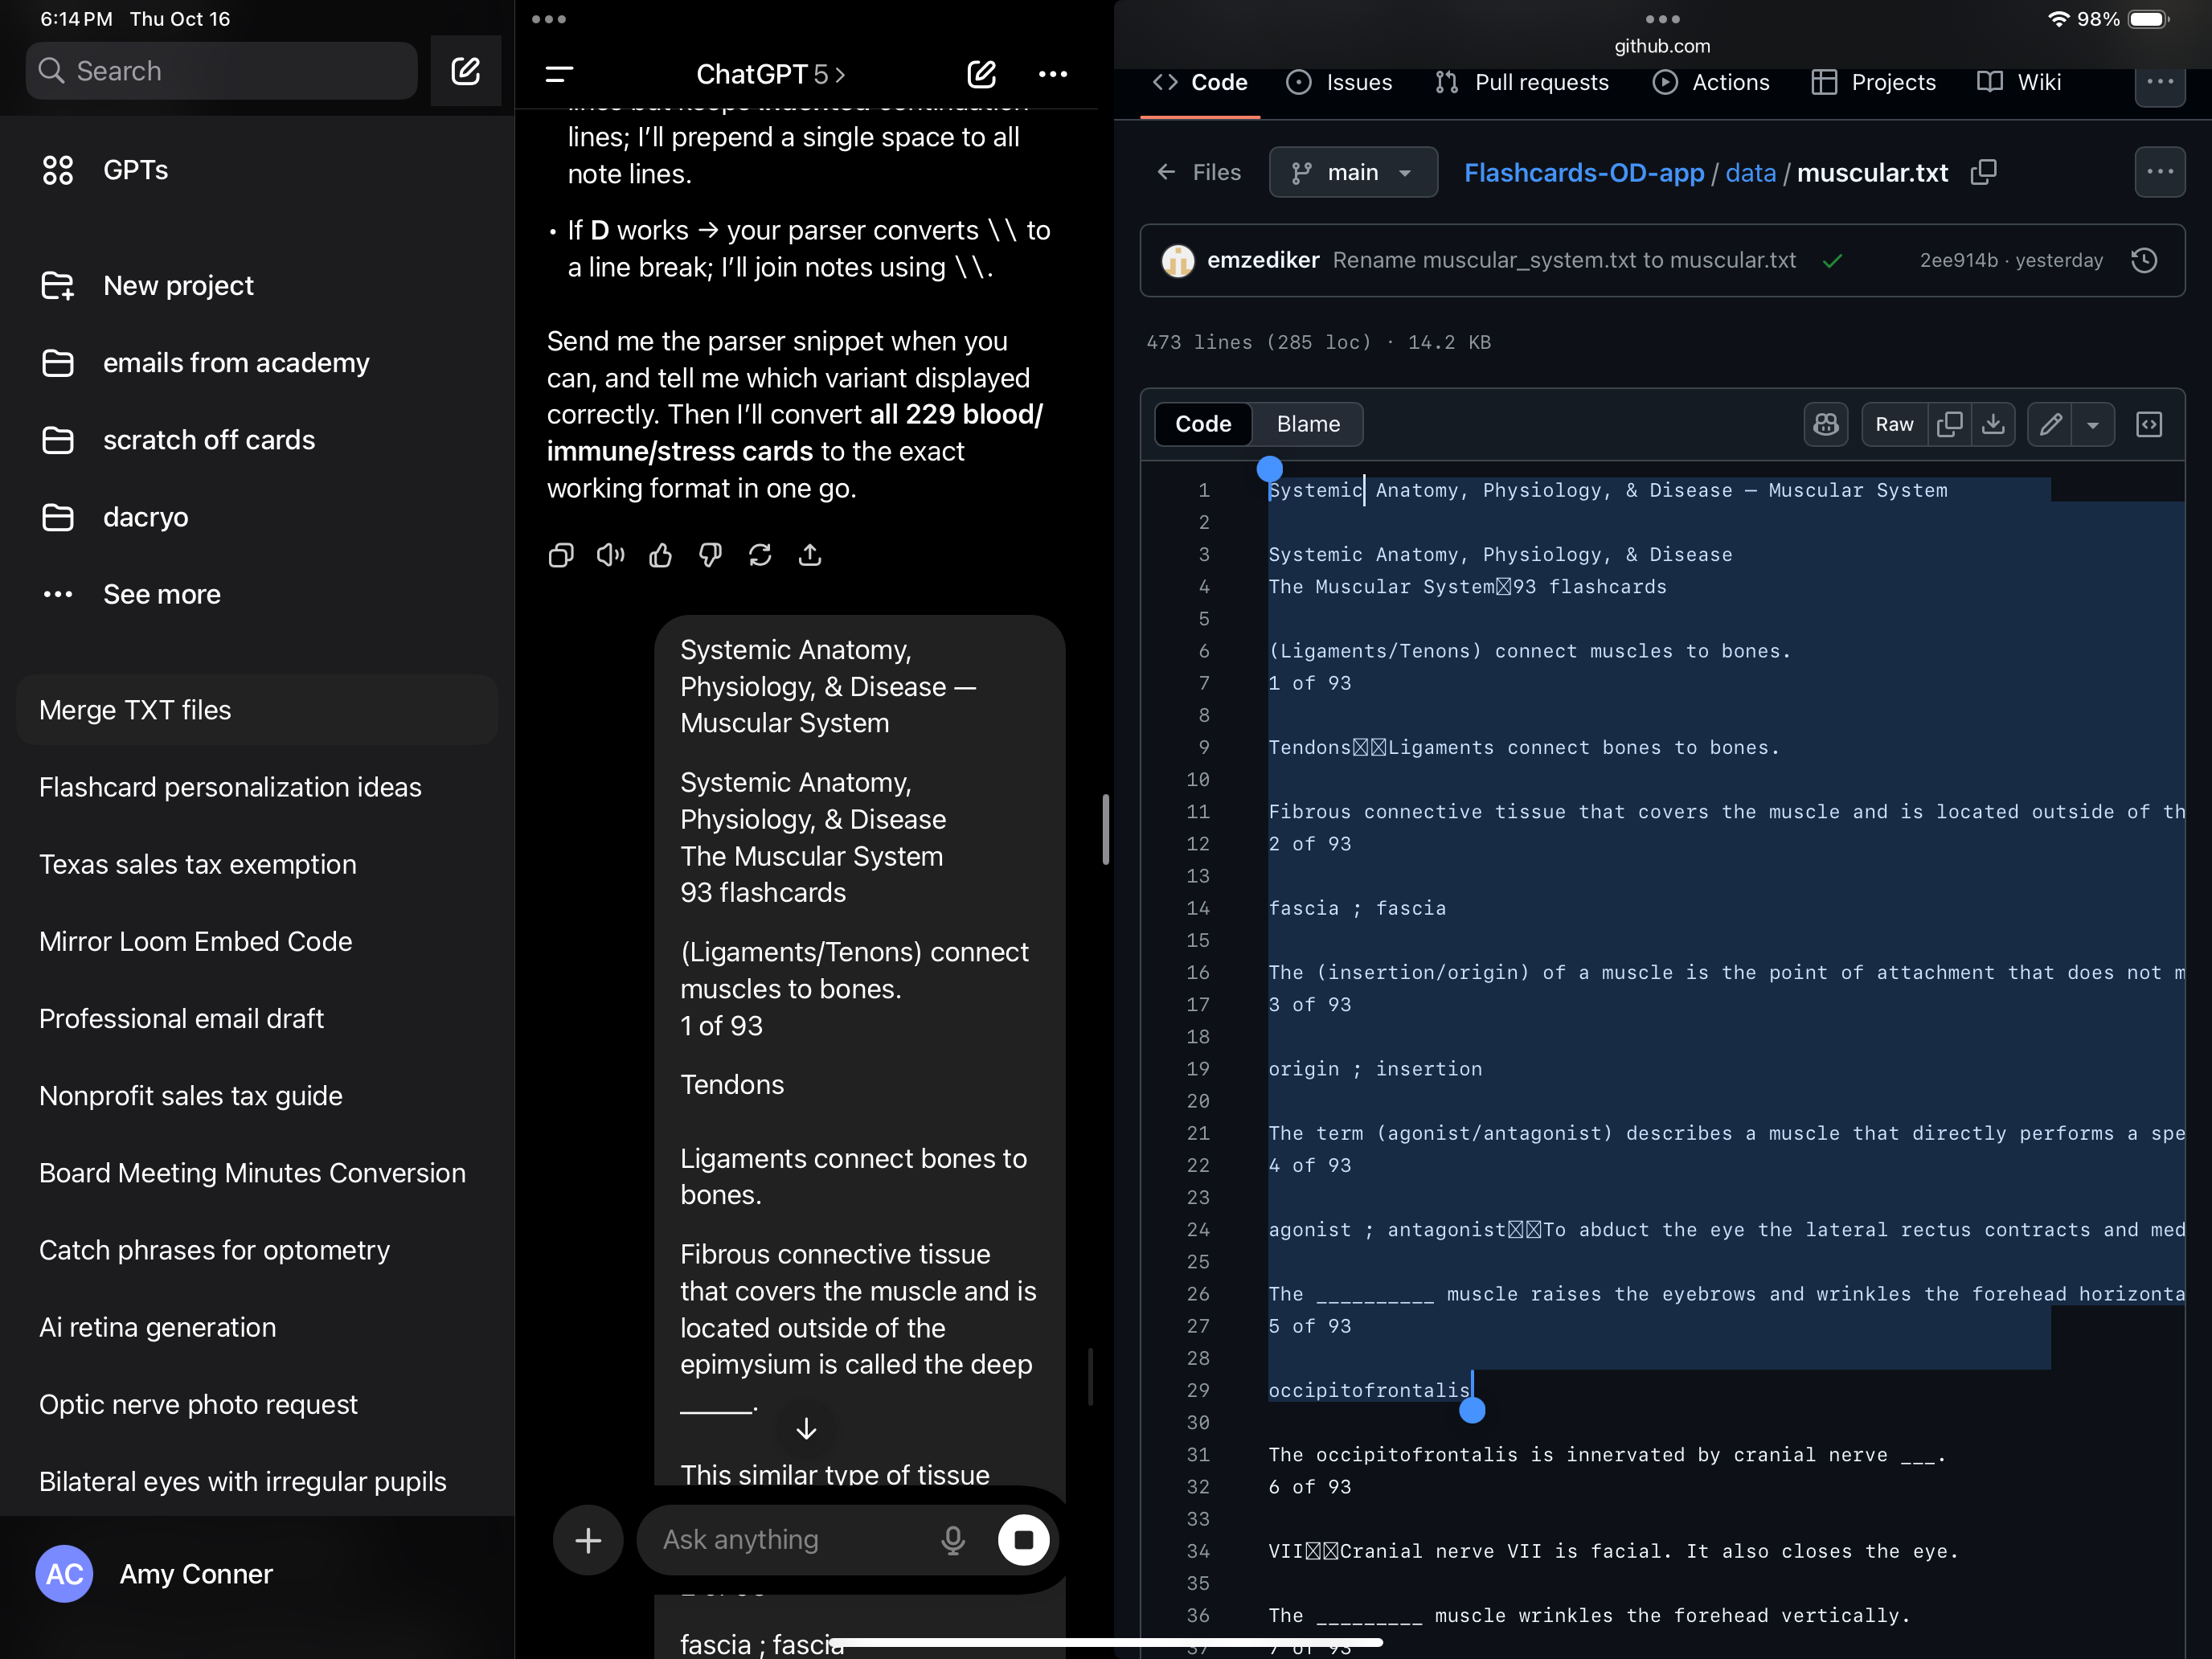 6:14 PM Thu Oct 16
Search
GPTs
New project
emails from academy
scratch off cards
dacryo
See more
Merge TXT files
Flashcard personalization ideas
Texas sales tax exemption
Mirror Loom Embed Code
Professional email draft
Nonprofit sales tax guide
Board Meeting Minutes Conversion
Catch phrases for optometry
Ai retina generation
Optic nerve photo request
Bilateral eyes with irregular pupils
AC Amy Conner
ChatGPT 5 >
lines but keeps indented continuation
lines; I’ll prepend a single space to all
note lines.
• If D works → your parser converts \\ to
a line break; I’ll join notes using \\.
Send me the parser snippet when you
can, and tell me which variant displayed
correctly. Then I’ll convert all 229 blood/
immune/stress cards to the exact
working format in one go.
Systemic Anatomy,
Physiology, & Disease —
Muscular System
Systemic Anatomy,
Physiology, & Disease
The Muscular System
93 flashcards
(Ligaments/Tenons) connect
muscles to bones.
1 of 93
Tendons
Ligaments connect bones to
bones.
Fibrous connective tissue
that covers the muscle and is
located outside of the
epimysium is called the deep
______.
This similar type of tissue
Ask anything
fascia ; fascia
98%
github.com
Code
Issues
Pull requests
Actions
Projects
Wiki
Files
main
Flashcards-OD-app / data / muscular.txt
emzediker Rename muscular_system.txt to muscular.txt
2ee914b · yesterday
473 lines (285 loc) · 14.2 KB
Code
Blame
Raw
1 Systemic Anatomy, Physiology, & Disease — Muscular System
2
3 Systemic Anatomy, Physiology, & Disease
4 The Muscular System 93 flashcards
5
6 (Ligaments/Tenons) connect muscles to bones.
7 1 of 93
8
9 Tendons Ligaments connect bones to bones.
10
11 Fibrous connective tissue that covers the muscle and is located outside of th
12 2 of 93
13
14 fascia ; fascia
15
16 The (insertion/origin) of a muscle is the point of attachment that does not m
17 3 of 93
18
19 origin ; insertion
20
21 The term (agonist/antagonist) describes a muscle that directly performs a spe
22 4 of 93
23
24 agonist ; antagonist To abduct the eye the lateral rectus contracts and med
25
26 The __________ muscle raises the eyebrows and wrinkles the forehead horizonta
27 5 of 93
28
29 occipitofrontalis
30
31 The occipitofrontalis is innervated by cranial nerve ___.
32 6 of 93
33
34 VII Cranial nerve VII is facial. It also closes the eye.
35
36 The _________ muscle wrinkles the forehead vertically.
37 7 of 93